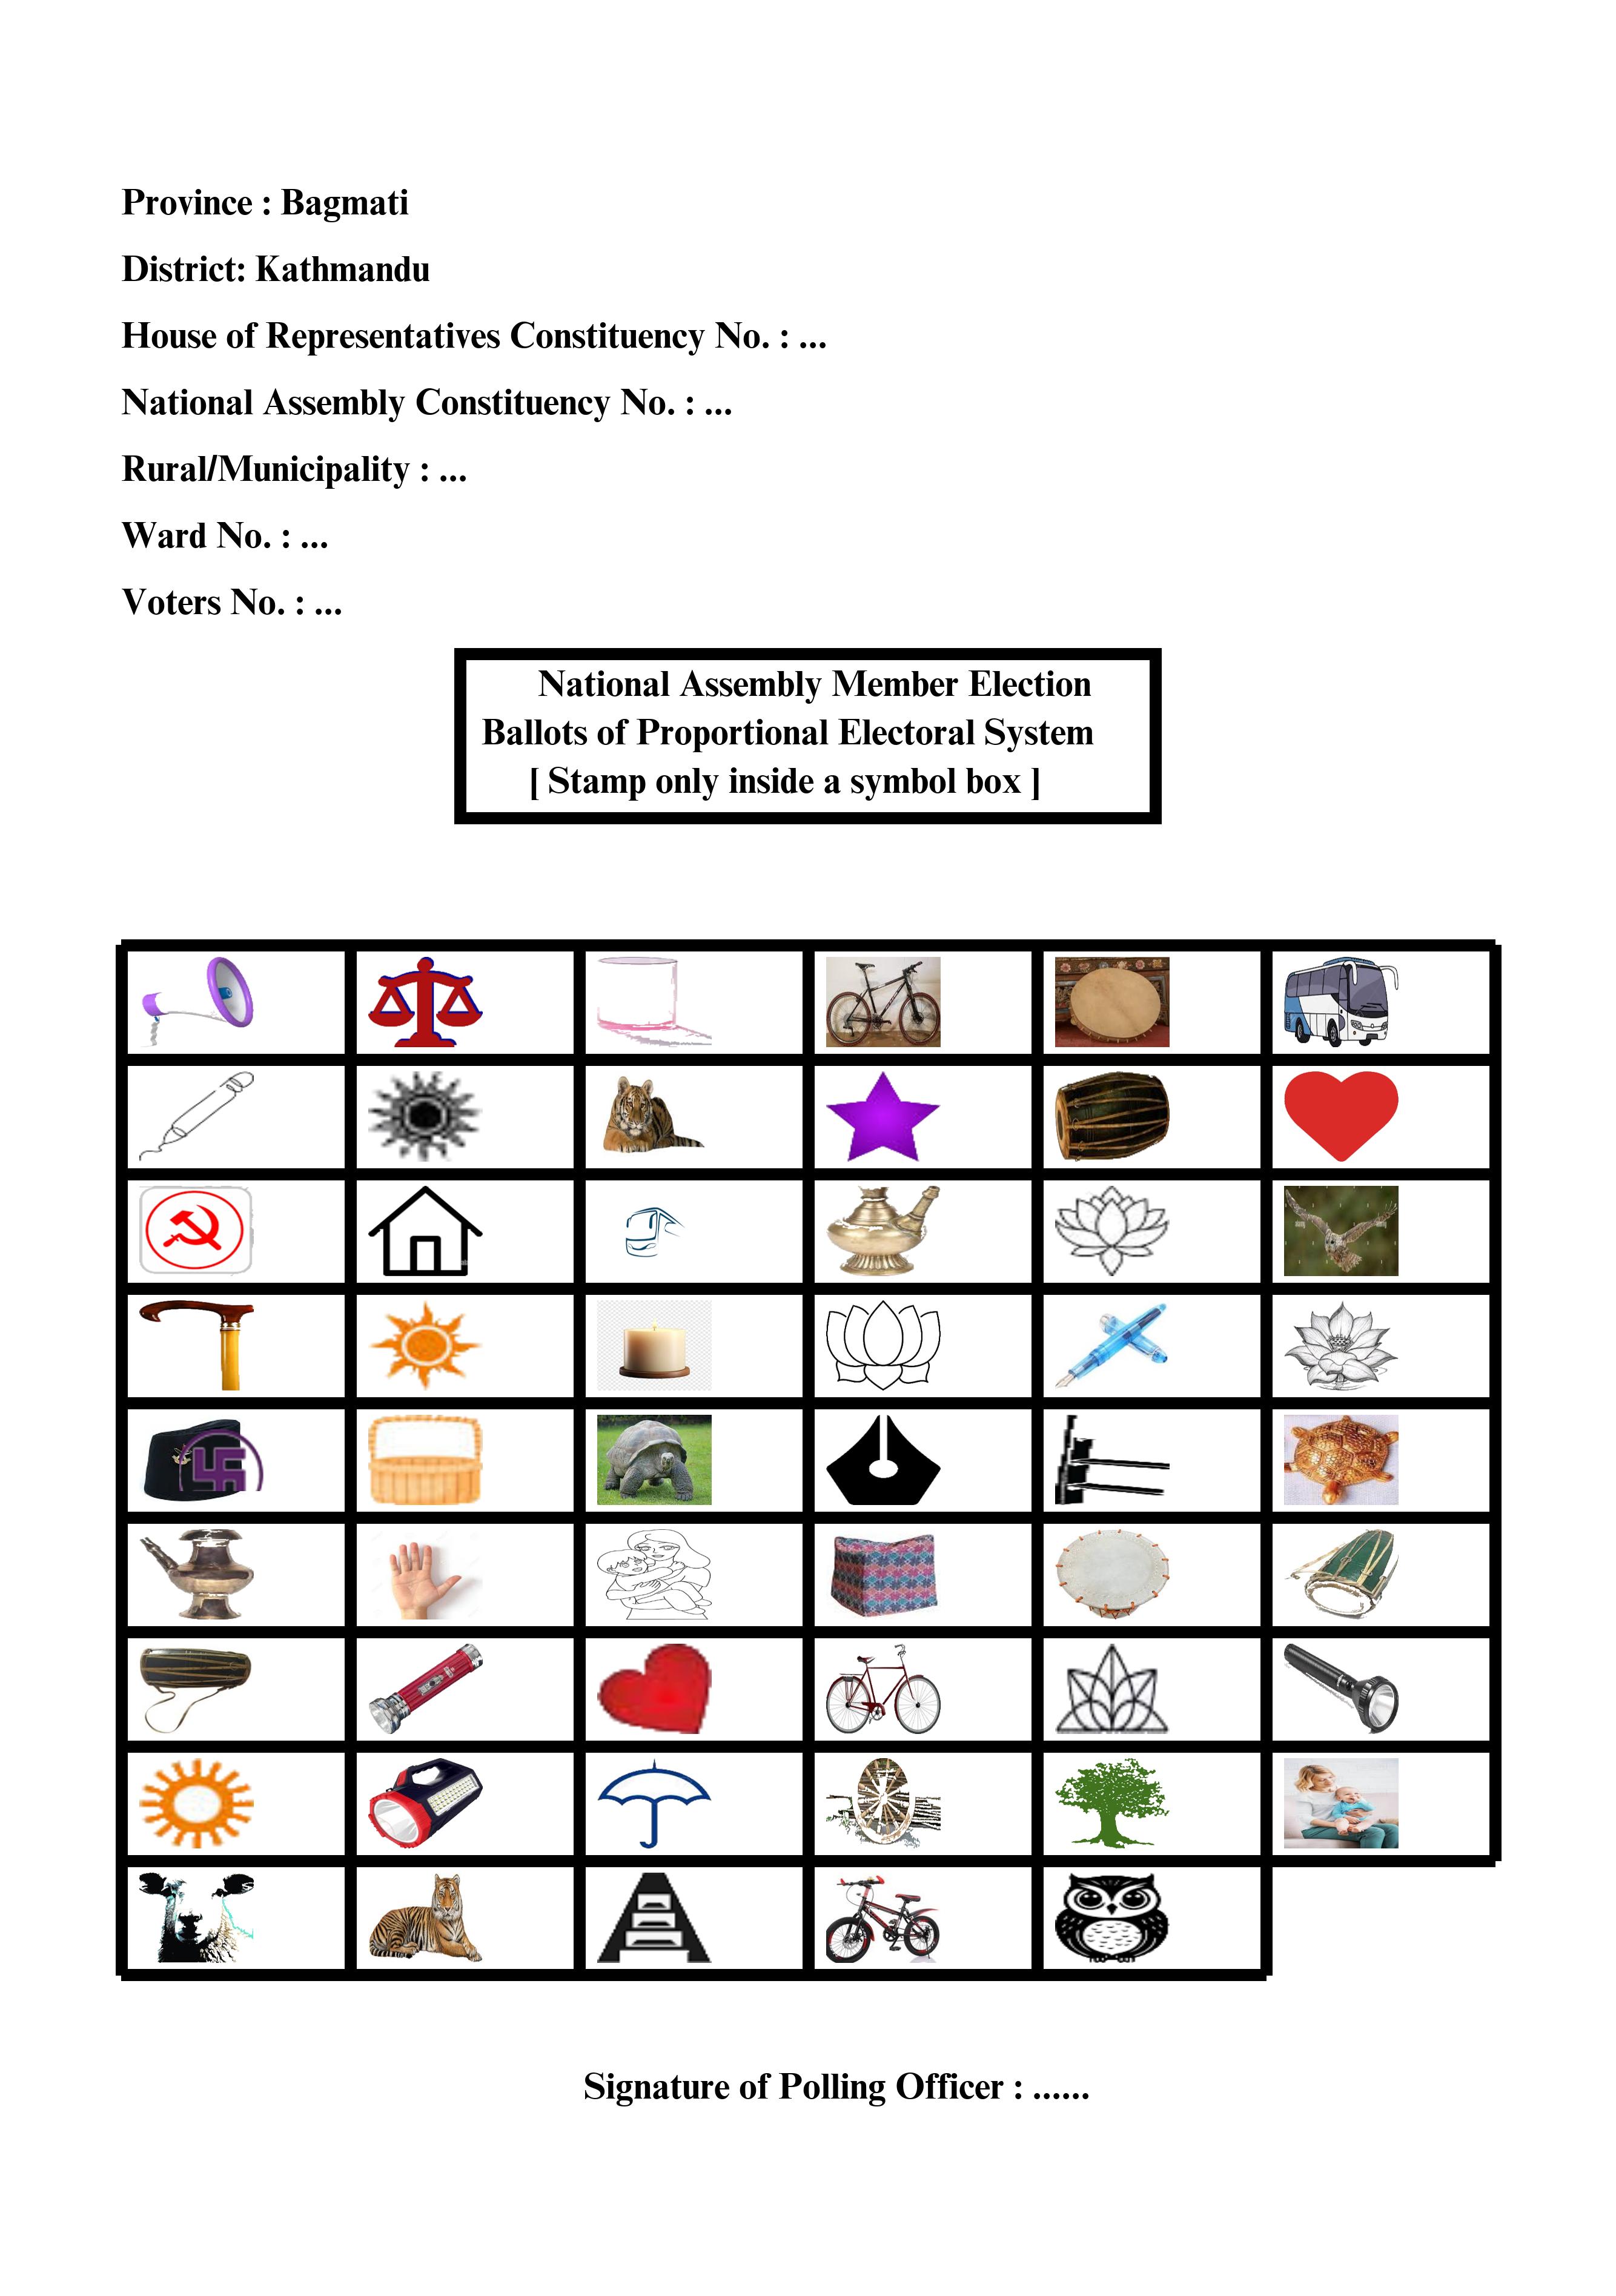 Province : Bagmati
District: Kathmandu
House of Representatives Constituency No. : ...
National Assembly Constituency No. : ...
Rural/Municipality : ...
Ward No. : ...
Voters No. : ...
National Assembly Member Election
Ballots of Proportional Electoral System
[ Stamp only inside a symbol box ]
Signature of Polling Officer : ......